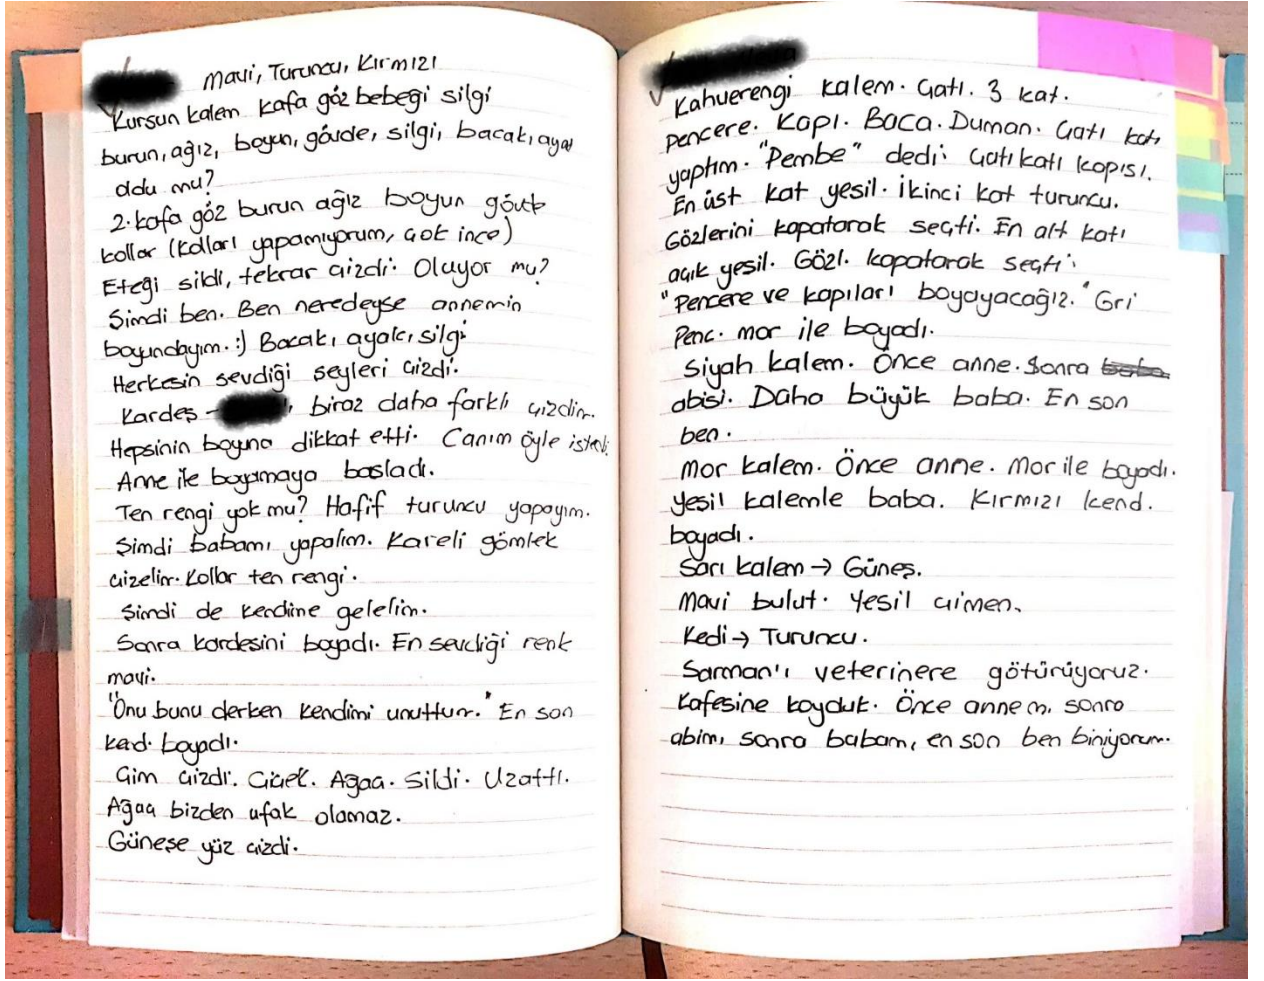 Mavi, Turuncu, Kırmızı
Kurşun kalem kafa göz bebeği silgi
burun, ağız, boyun, gövde, silgi, bacak, ayak
oldu mu?
2. kafa göz burun ağız boyun gövde
kollar (kolları yapamıyorum, çok ince)
Eteği sildi, tekrar çizdi. Oluyor mu?
Şimdi ben. Ben neredeyse annemin
boyundayım. :) Bacak, ayak, silgi
Herkesin sevdiği şeyleri çizdi.
Kardeş - , biraz daha farklı çizdim.
Hepsinin boyuna dikkat etti. Canım öyle istedi.
Anne ile boyamaya başladı.
Ten rengi yok mu? Hafif turuncu yapayım.
Şimdi babamı yapalım. Kareli gömlek
çizelim. Kollar ten rengi.
Şimdi de kendime gelelim.
Sonra kardeşini boyadı. En sevdiği renk
mavi.
"Onu bunu derken kendimi unuttum." En son
kend. boyadı.
Çim çizdi. Çiçek. Ağaç. Sildi. Uzattı.
Ağaç bizden ufak olamaz.
Güneşe yüz çizdi.
Kahverengi kalem. Çatı. 3 kat.
Pencere. Kapı. Baca. Duman. Çatı katı
yaptım. "Pembe" dedi. Çatı katı kapısı.
En üst kat yeşil. İkinci kat turuncu.
Gözlerini kapatarak seçti. En alt katı
açık yeşil. Gözl. kapatarak seçti.
"Pencere ve kapıları boyayacağız." Gri
Penc. mor ile boyadı.
Siyah kalem. Önce anne. Sonra baba
abisi. Daha büyük baba. En son
ben.
Mor kalem. Önce anne. Mor ile boyadı.
Yeşil kalemle baba. Kırmızı kend.
boyadı.
Sarı kalem → Güneş.
Mavi bulut. Yeşil çimen.
Kedi → Turuncu.
Sarman'ı veterinere götürüyoruz.
Kafesine koyduk. Önce annem, sonra
abim, sonra babam, en son ben biniyorum.